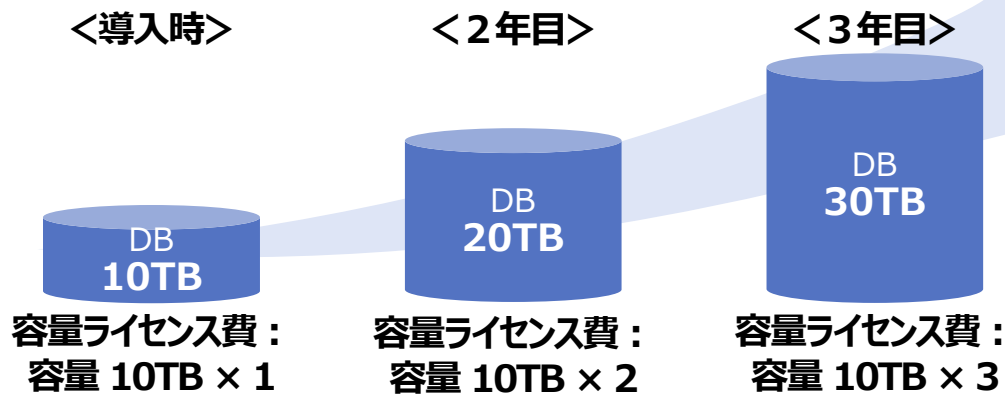 <導入時>
DB
10TB
容量ライセンス費：
容量 10TB × 1
<２年目>
DB
20TB
容量ライセンス費：
容量 10TB × 2
<３年目>
DB
30TB
容量ライセンス費：
容量 10TB × 3